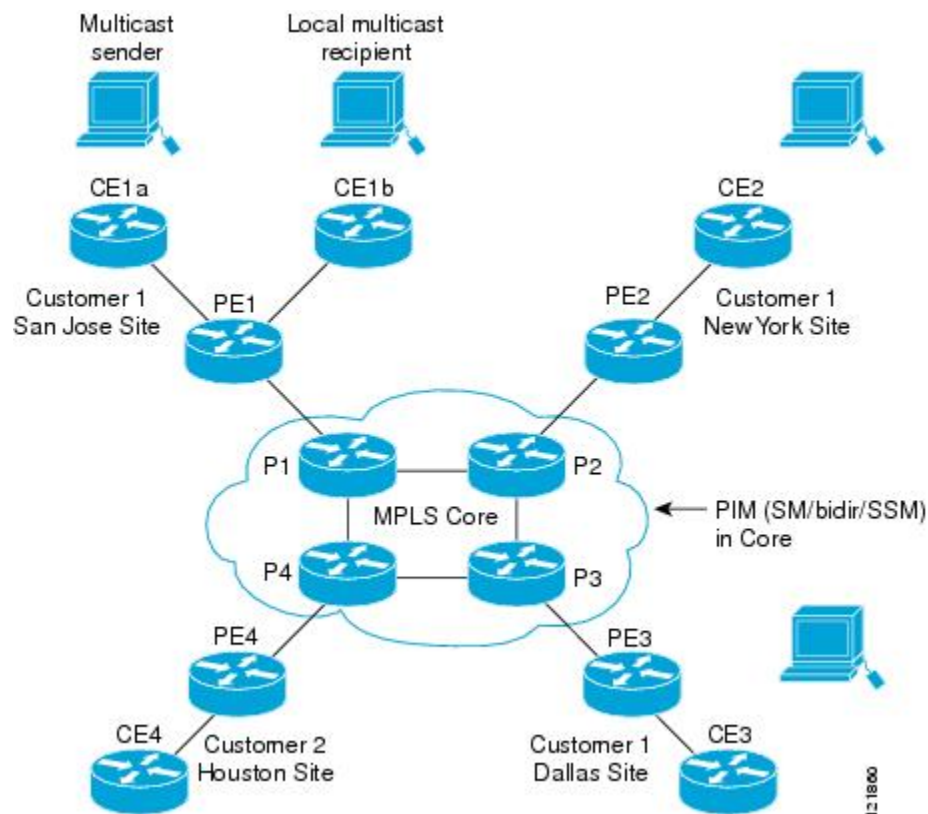 Multicast
sender
Local multicast
recipient
CE1a
CE1b
CE2
Customer 1
San Jose Site
PE1
PE2
Customer 1
New York Site
P1
P2
MPLS Core
PIM (SM/bidir/SSM)
in Core
P4
P3
PE4
PE3
CE4
Customer 2
Houston Site
Customer 1
Dallas Site
CE3
121860